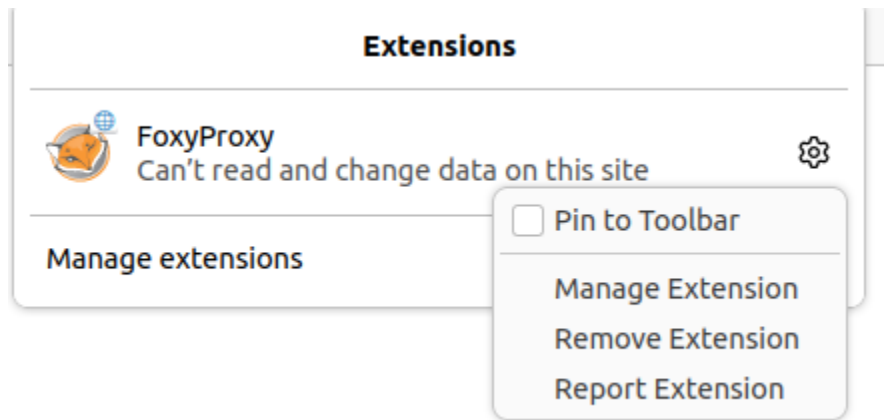 Extensions
FoxyProxy
Can’t read and change data on this site
Pin to Toolbar
Manage extensions
Manage Extension
Remove Extension
Report Extension